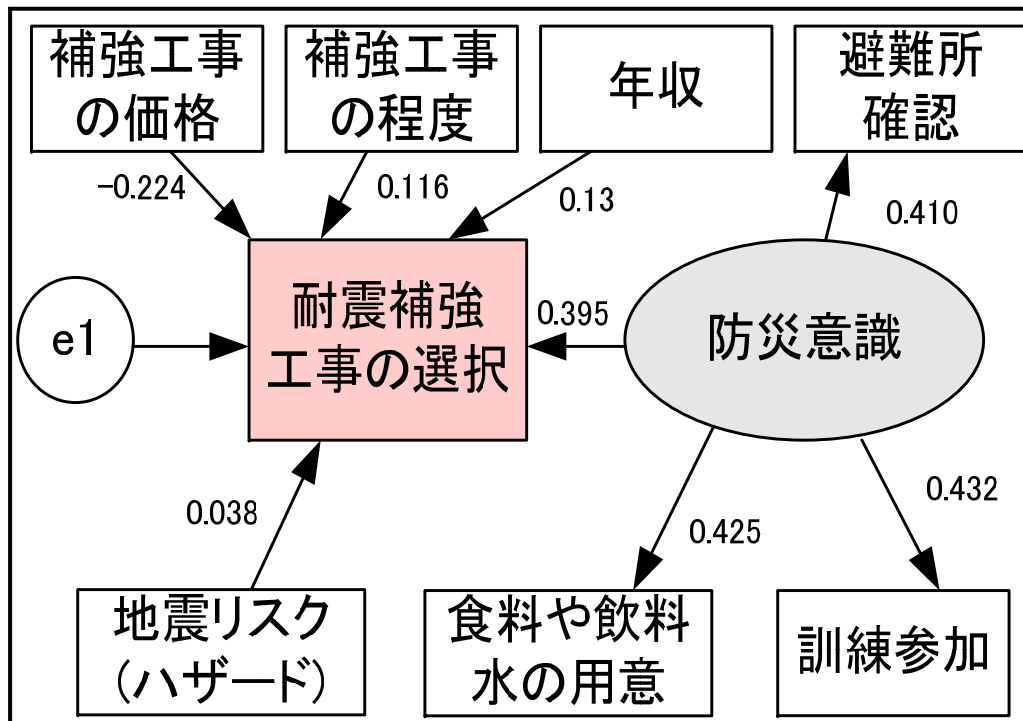 補強工事
の価格
補強工事
の程度
年収
避難所
確認
-0.224
0.116
0.13
0.410
e1
耐震補強
工事の選択
0.395
防災意識
0.038
0.425
0.432
地震リスク
(ハザード)
食料や飲料
水の用意
訓練参加